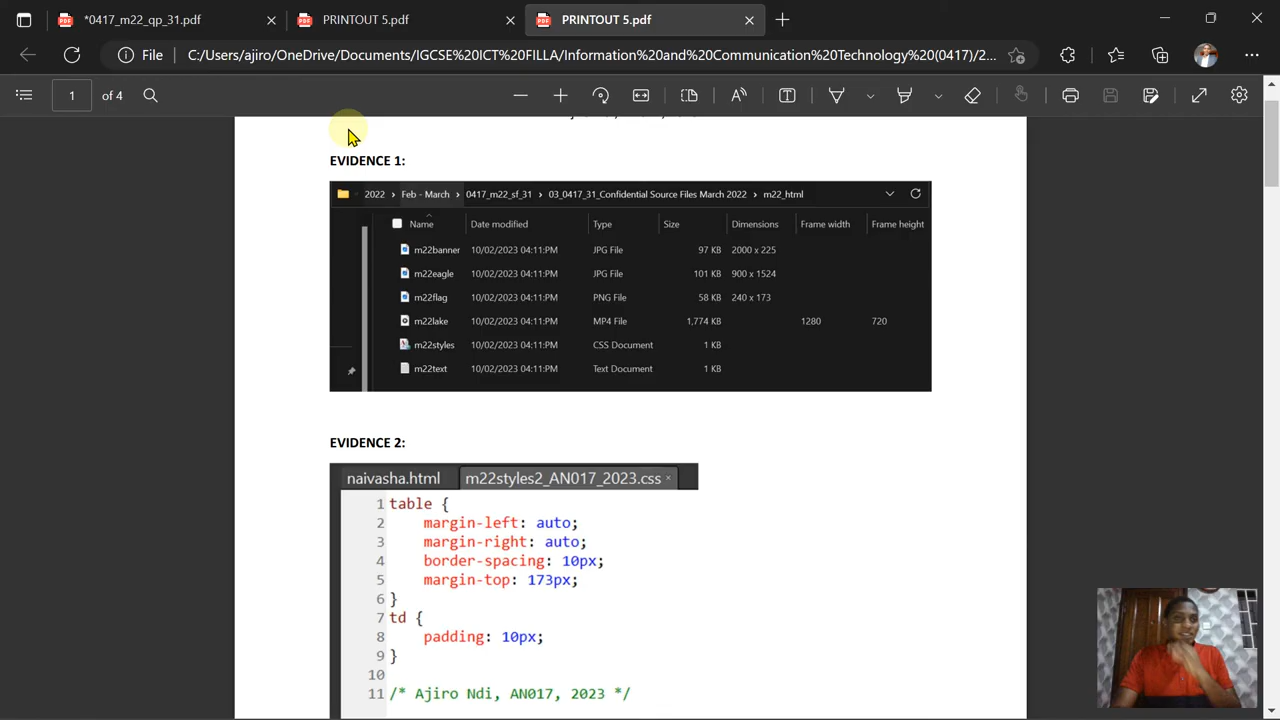 *0417_m22_qp_31.pdf
PRINTOUT 5.pdf
PRINTOUT 5.pdf
File
C:/Users/ajiro/OneDrive/Documents/IGCSE%20ICT%20FILLA/Information%20and%20Communication%20Technology%20(0417)/2...
1 of 4
EVIDENCE 1:
2022 > Feb - March > 0417_m22_sf_31 > 03_0417_31_Confidential Source Files March 2022 > m22_html
Name Date modified Type Size Dimensions Frame width Frame height
m22banner 10/02/2023 04:11:PM JPG File 97 KB 2000 x 225
m22eagle 10/02/2023 04:11:PM JPG File 101 KB 900 x 1524
m22flag 10/02/2023 04:11:PM PNG File 58 KB 240 x 173
m22lake 10/02/2023 04:11:PM MP4 File 1,774 KB 1280 720
m22styles 10/02/2023 04:11:PM CSS Document 1 KB
m22text 10/02/2023 04:11:PM Text Document 1 KB
EVIDENCE 2:
naivasha.html m22styles2_AN017_2023.css ×
1 table {
2 margin-left: auto;
3 margin-right: auto;
4 border-spacing: 10px;
5 margin-top: 173px;
6 }
7 td {
8 padding: 10px;
9 }
10
11 /* Ajiro Ndi, AN017, 2023 */